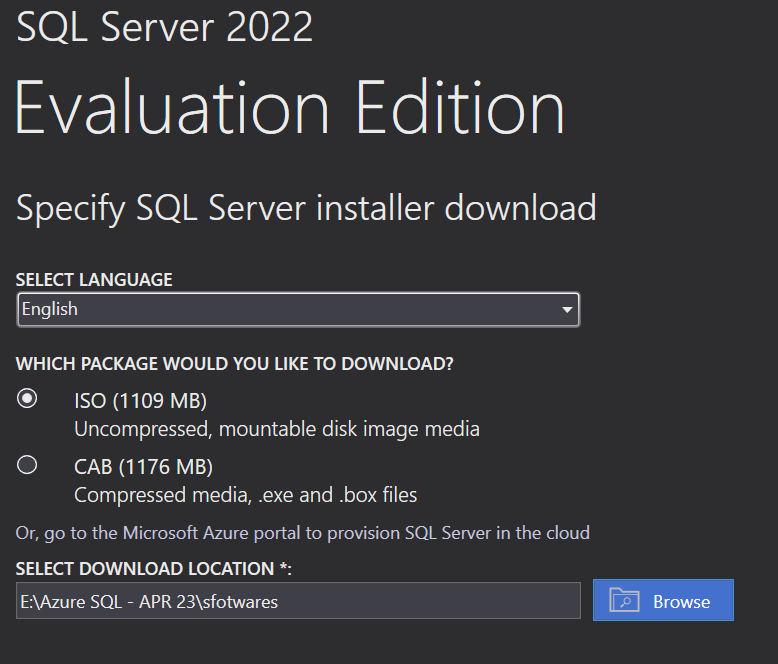 SQL Server 2022
Evaluation Edition
Specify SQL Server installer download
SELECT LANGUAGE
English
WHICH PACKAGE WOULD YOU LIKE TO DOWNLOAD?
ISO (1109 MB)
Uncompressed, mountable disk image media
CAB (1176 MB)
Compressed media, .exe and .box files
Or, go to the Microsoft Azure portal to provision SQL Server in the cloud
SELECT DOWNLOAD LOCATION *:
E:\Azure SQL - APR 23\sfotwares
Browse